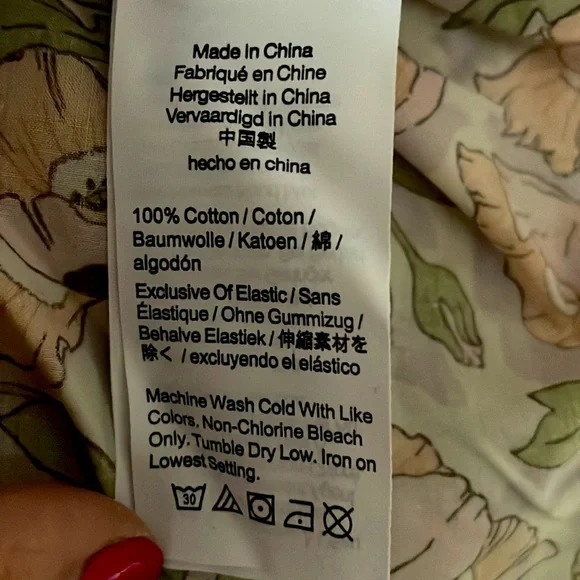 Made in China
Fabriqué en Chine
Hergestellt in China
Vervaardigd in China
中国製
hecho en china
100% Cotton / Coton /
Baumwolle / Katoen / 綿 /
algodón
Exclusive Of Elastic / Sans
Élastique / Ohne Gummizug /
Behalve Elastiek / 伸縮素材を
除く / excluyendo el elástico
Machine Wash Cold With Like
Colors. Non-Chlorine Bleach
Only. Tumble Dry Low. Iron on
Lowest Setting.
30